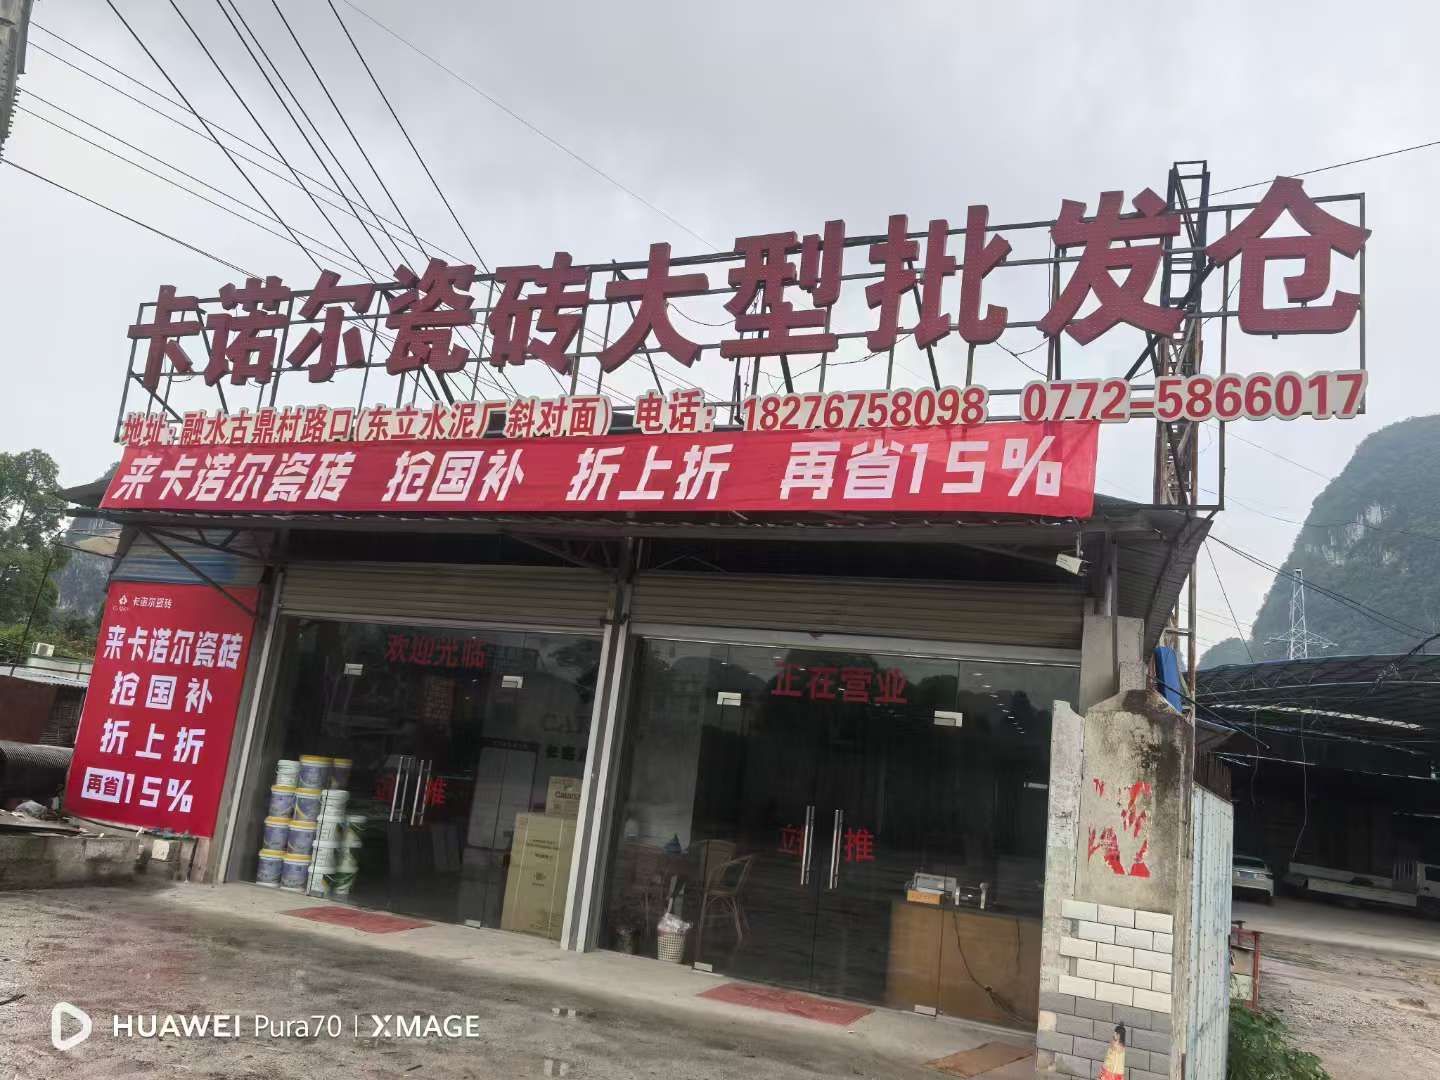 卡诺尔瓷砖大型批发仓
地址：融水古鼎村路口(东立水泥厂斜对面) 电话：18276758098 0772-5866017
来卡诺尔瓷砖 抢国补 折上折 再省15%
卡诺尔瓷砖
来卡诺尔瓷砖
抢国补
折上折
再省15%
欢迎光临
正在营业
推
推
HUAWEI Pura70 | XMAGE